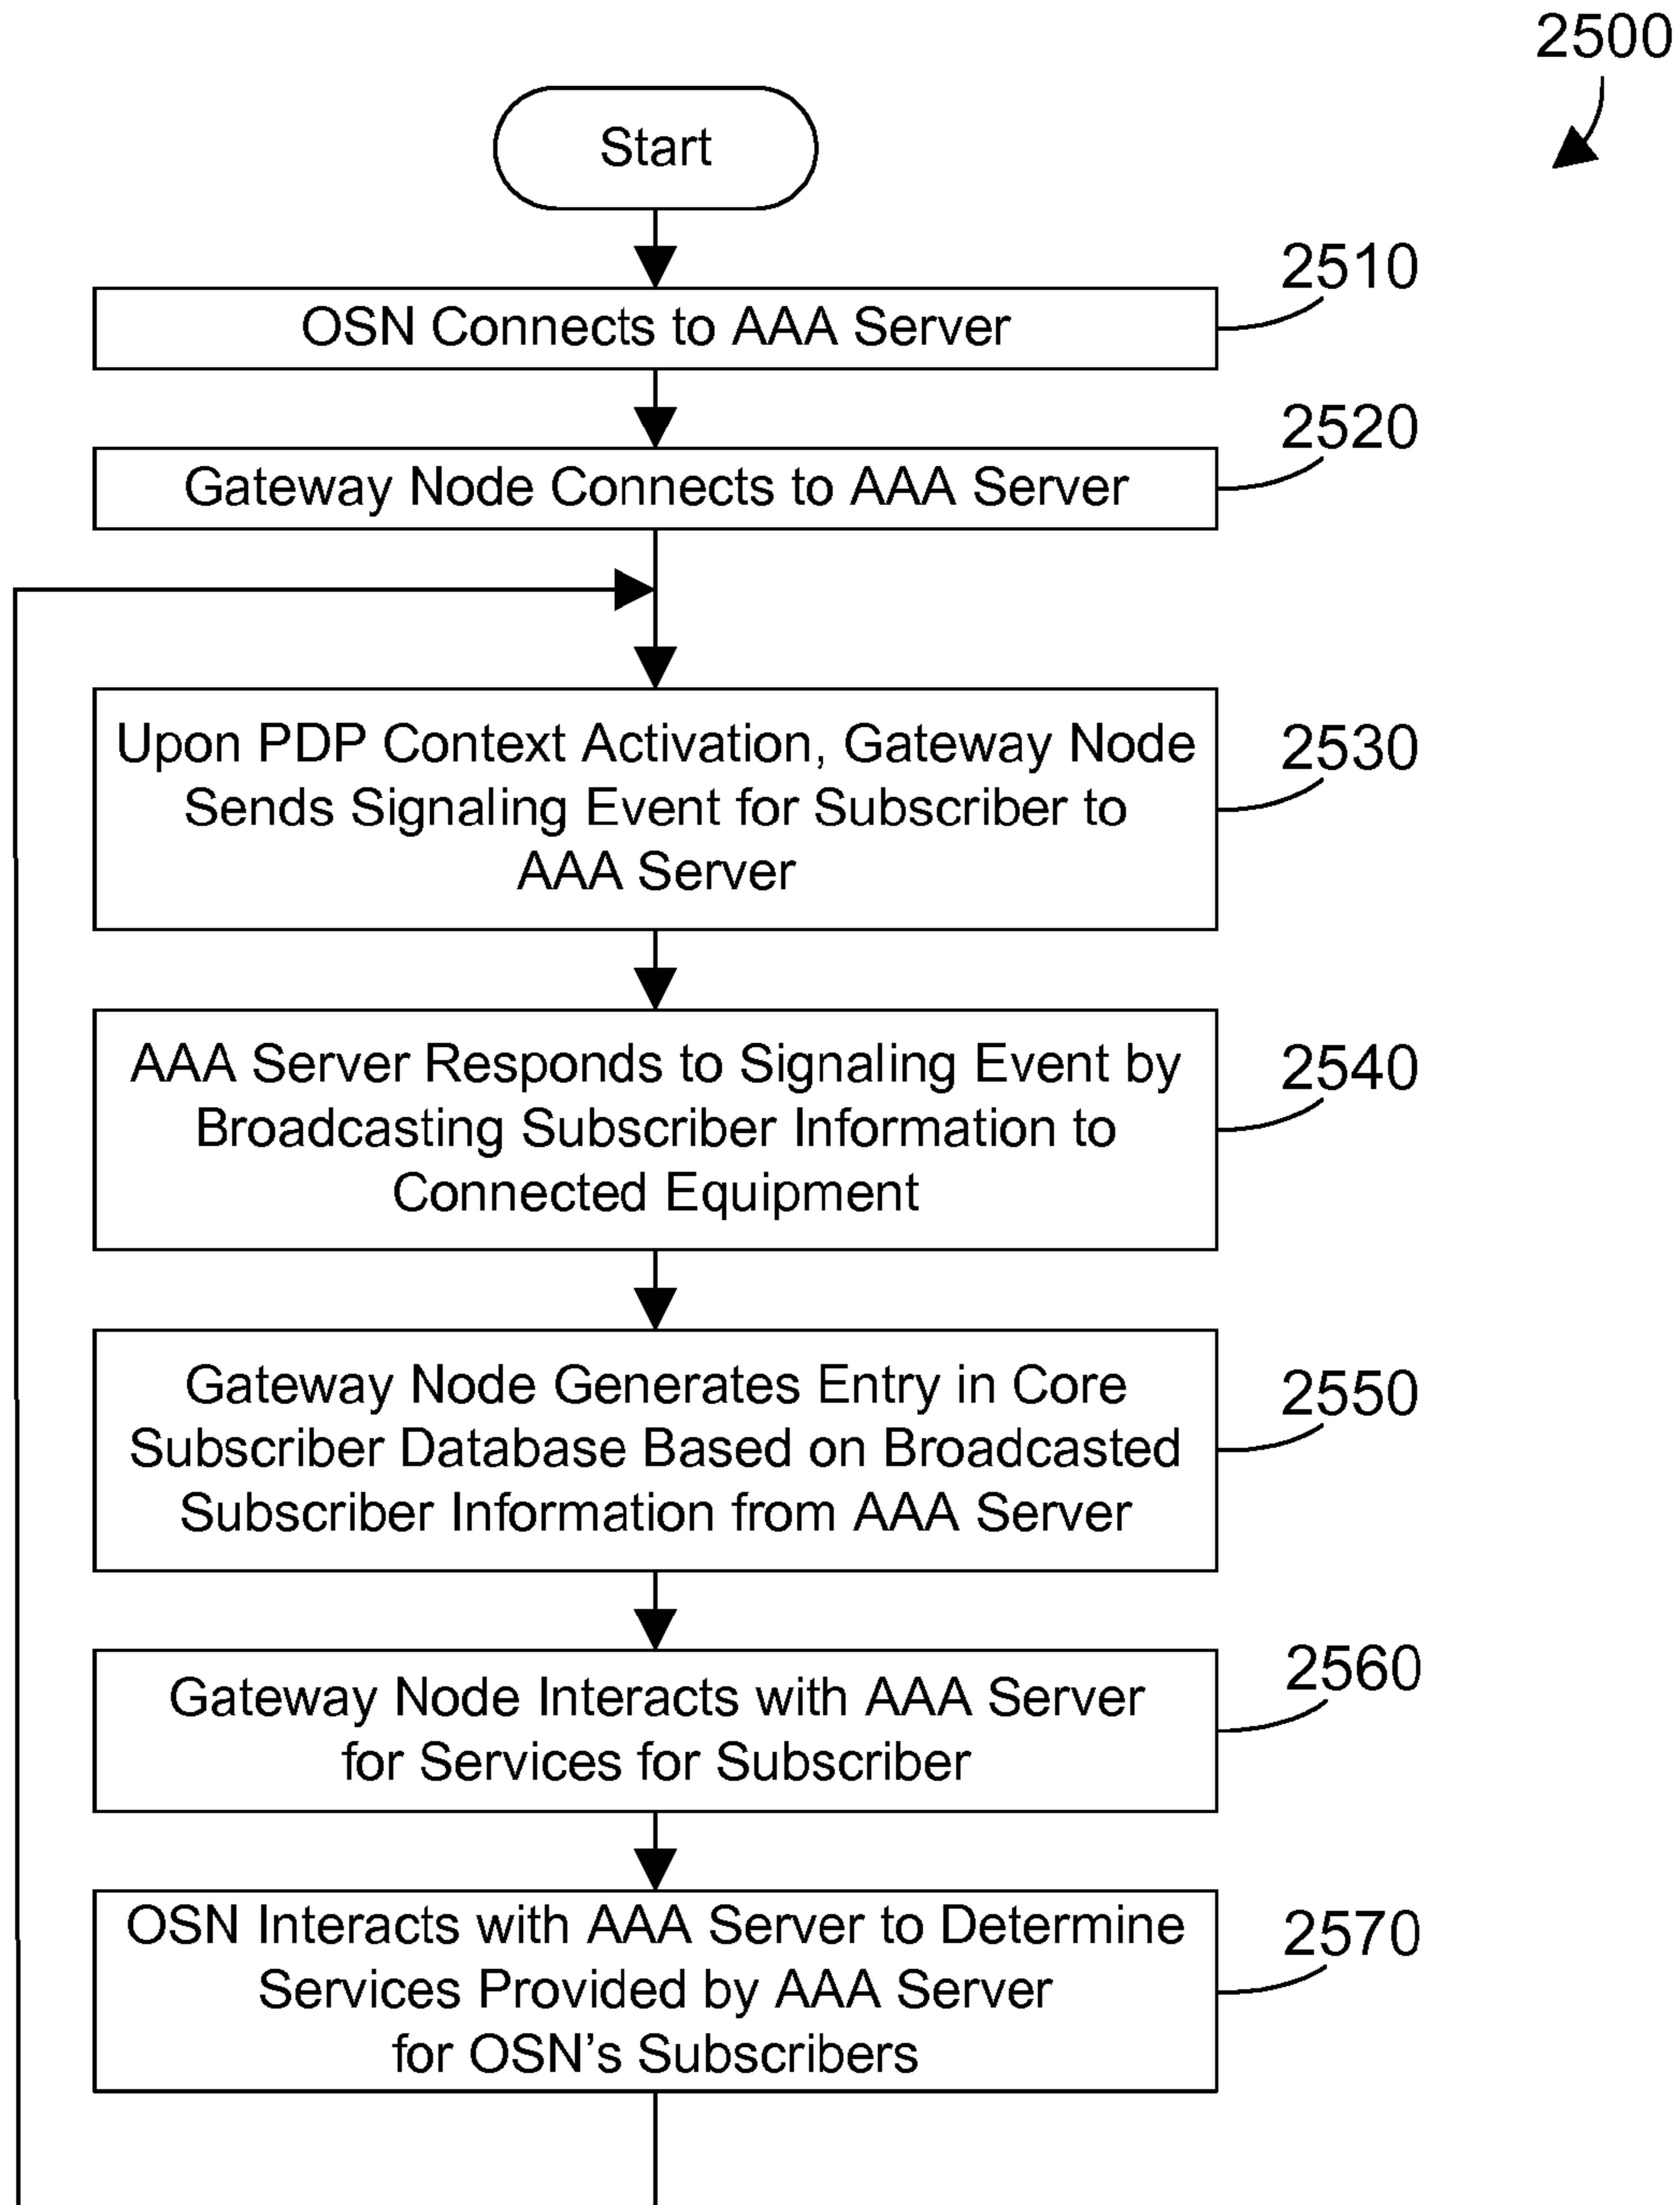 2500
Start
2510
OSN Connects to AAA Server
2520
Gateway Node Connects to AAA Server
2530
Upon PDP Context Activation, Gateway Node
Sends Signaling Event for Subscriber to
AAA Server
2540
AAA Server Responds to Signaling Event by
Broadcasting Subscriber Information to
Connected Equipment
2550
Gateway Node Generates Entry in Core
Subscriber Database Based on Broadcasted
Subscriber Information from AAA Server
2560
Gateway Node Interacts with AAA Server
for Services for Subscriber
2570
OSN Interacts with AAA Server to Determine
Services Provided by AAA Server
for OSN’s Subscribers